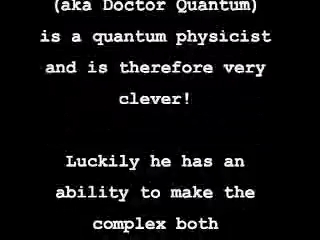 (aka Doctor Quantum)
is a quantum physicist
and is therefore very
clever!
Luckily he has an
ability to make the
complex both